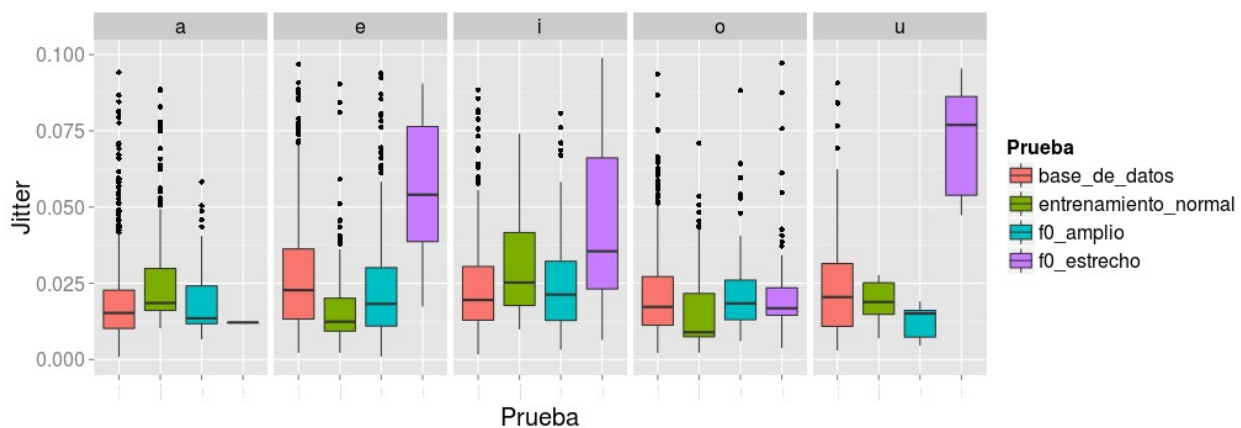 a e i o u
0.100
0.075
0.050
0.025
0.000
Jitter
Prueba
Prueba
base_de_datos
entrenamiento_normal
f0_amplio
f0_estrecho